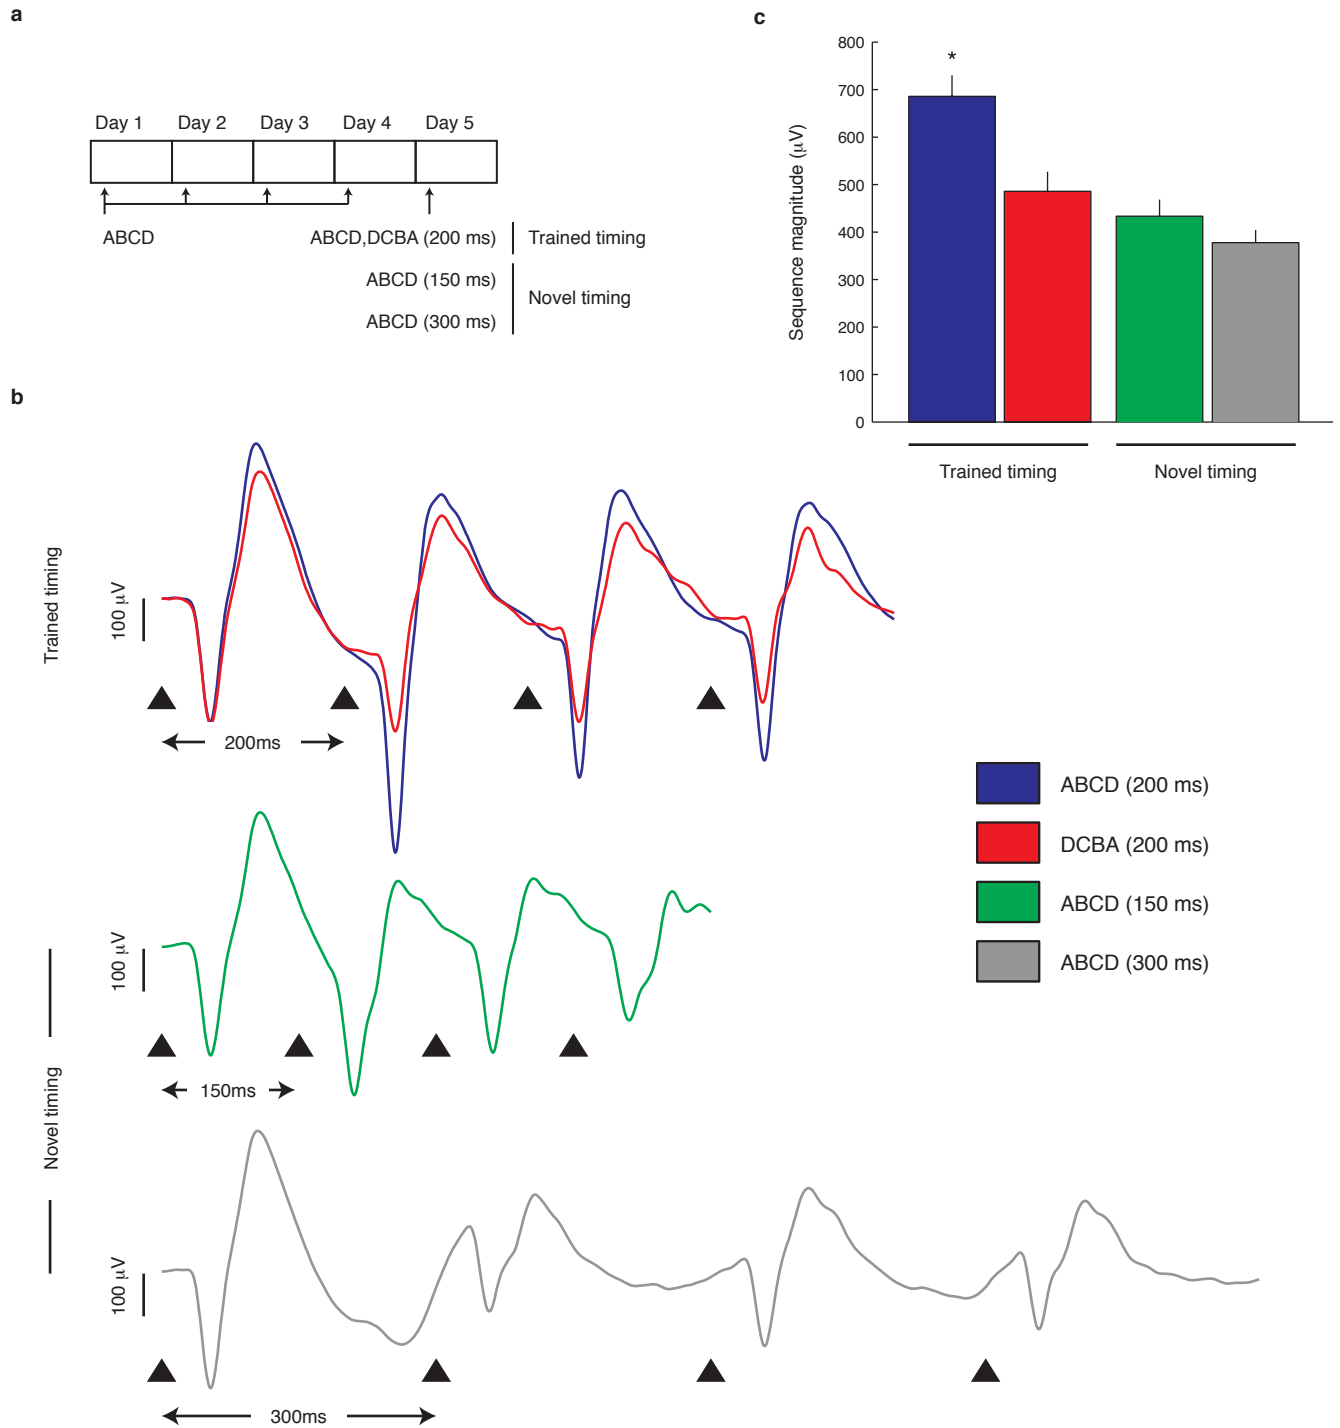 a
Day 1 Day 2 Day 3 Day 4 Day 5
ABCD
ABCD,DCBA (200 ms)
Trained timing
ABCD (150 ms)
ABCD (300 ms)
Novel timing
c
Sequence magnitude (μV)
800
700
600
500
400
300
200
100
0
*
Trained timing
Novel timing
b
Trained timing
100 μV
200ms
Novel timing
100 μV
150ms
100 μV
300ms
ABCD (200 ms)
DCBA (200 ms)
ABCD (150 ms)
ABCD (300 ms)